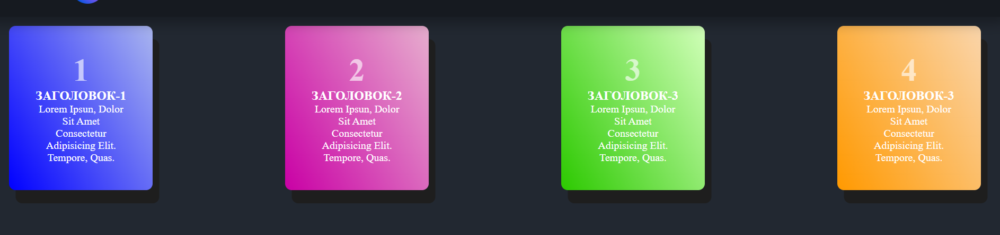 1
ЗАГОЛОВОК-1
Lorem Ipsun, Dolor
Sit Amet
Consectetur
Adipisicing Elit.
Tempore, Quas.
2
ЗАГОЛОВОК-2
Lorem Ipsun, Dolor
Sit Amet
Consectetur
Adipisicing Elit.
Tempore, Quas.
3
ЗАГОЛОВОК-3
Lorem Ipsun, Dolor
Sit Amet
Consectetur
Adipisicing Elit.
Tempore, Quas.
4
ЗАГОЛОВОК-3
Lorem Ipsun, Dolor
Sit Amet
Consectetur
Adipisicing Elit.
Tempore, Quas.